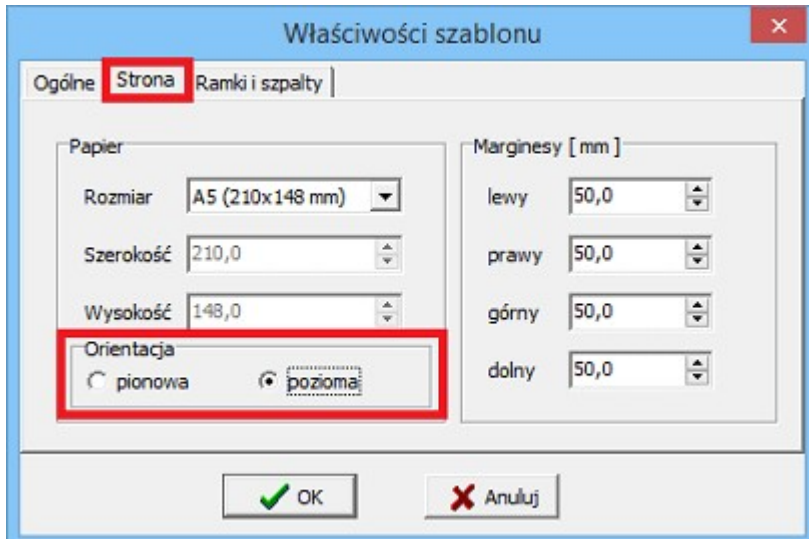 Właściwości szablonu
Ogólne Strona Ramki i szpalty
Papier
Rozmiar A5 (210x148 mm)
Szerokość 210,0
Wysokość 148,0
Orientacja
pionowa pozioma
Marginesy [ mm ]
lewy 50,0
prawy 50,0
górny 50,0
dolny 50,0
OK Anuluj